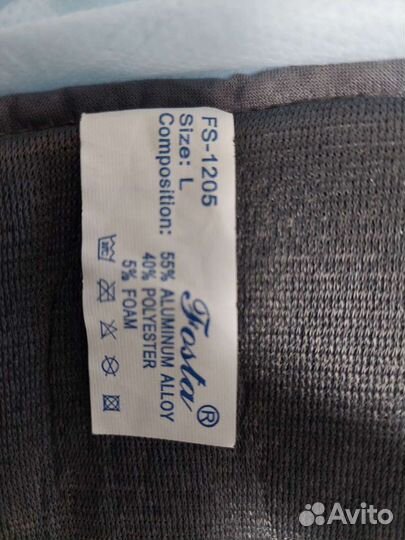 Fosta®
FS-1205
Size: L
Composition: 55% ALUMINUM ALLOY
40% POLYESTER
5% FOAM
Avito